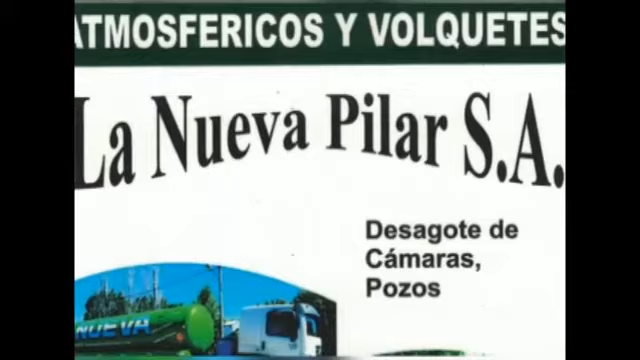 ATMOSFERICOS Y VOLQUETES
La Nueva Pilar S.A.
Desagote de
Cámaras,
Pozos
NUEVA